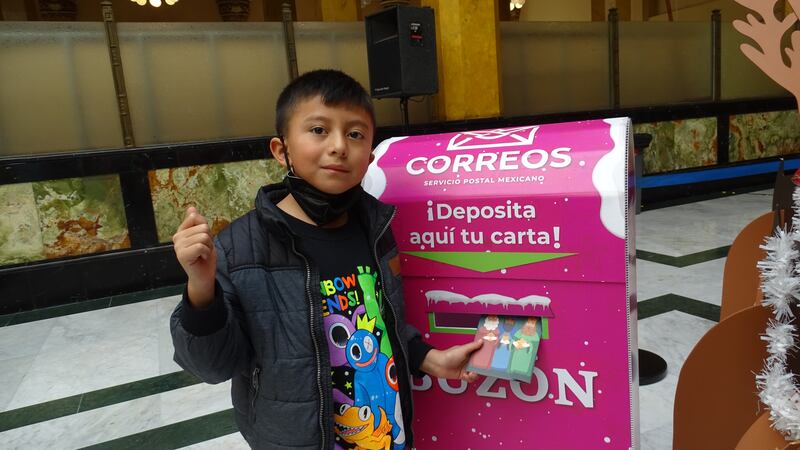 CORREOS
SERVICIO POSTAL MEXICANO
¡Deposita
aquí tu carta!
BUZON